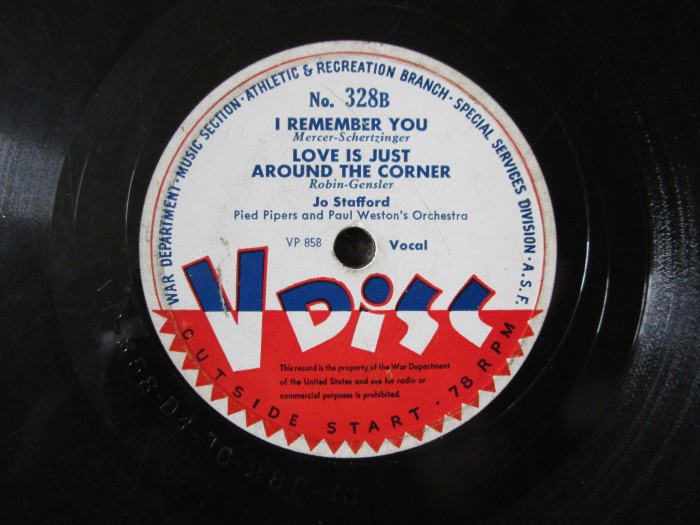 WAR DEPARTMENT · MUSIC SECTION · ATHLETIC & RECREATION BRANCH · SPECIAL SERVICES DIVISION · A.S.F.
No. 328B
I REMEMBER YOU
Mercer-Schertzinger
LOVE IS JUST
AROUND THE CORNER
Robin-Gensler
Jo Stafford
Pied Pipers and Paul Weston's Orchestra
VP 858 Vocal
V DiSC
This record is the property of the War Department
of the United States and use for radio or
commercial purposes is prohibited.
OUTSIDE START · 78 RPM